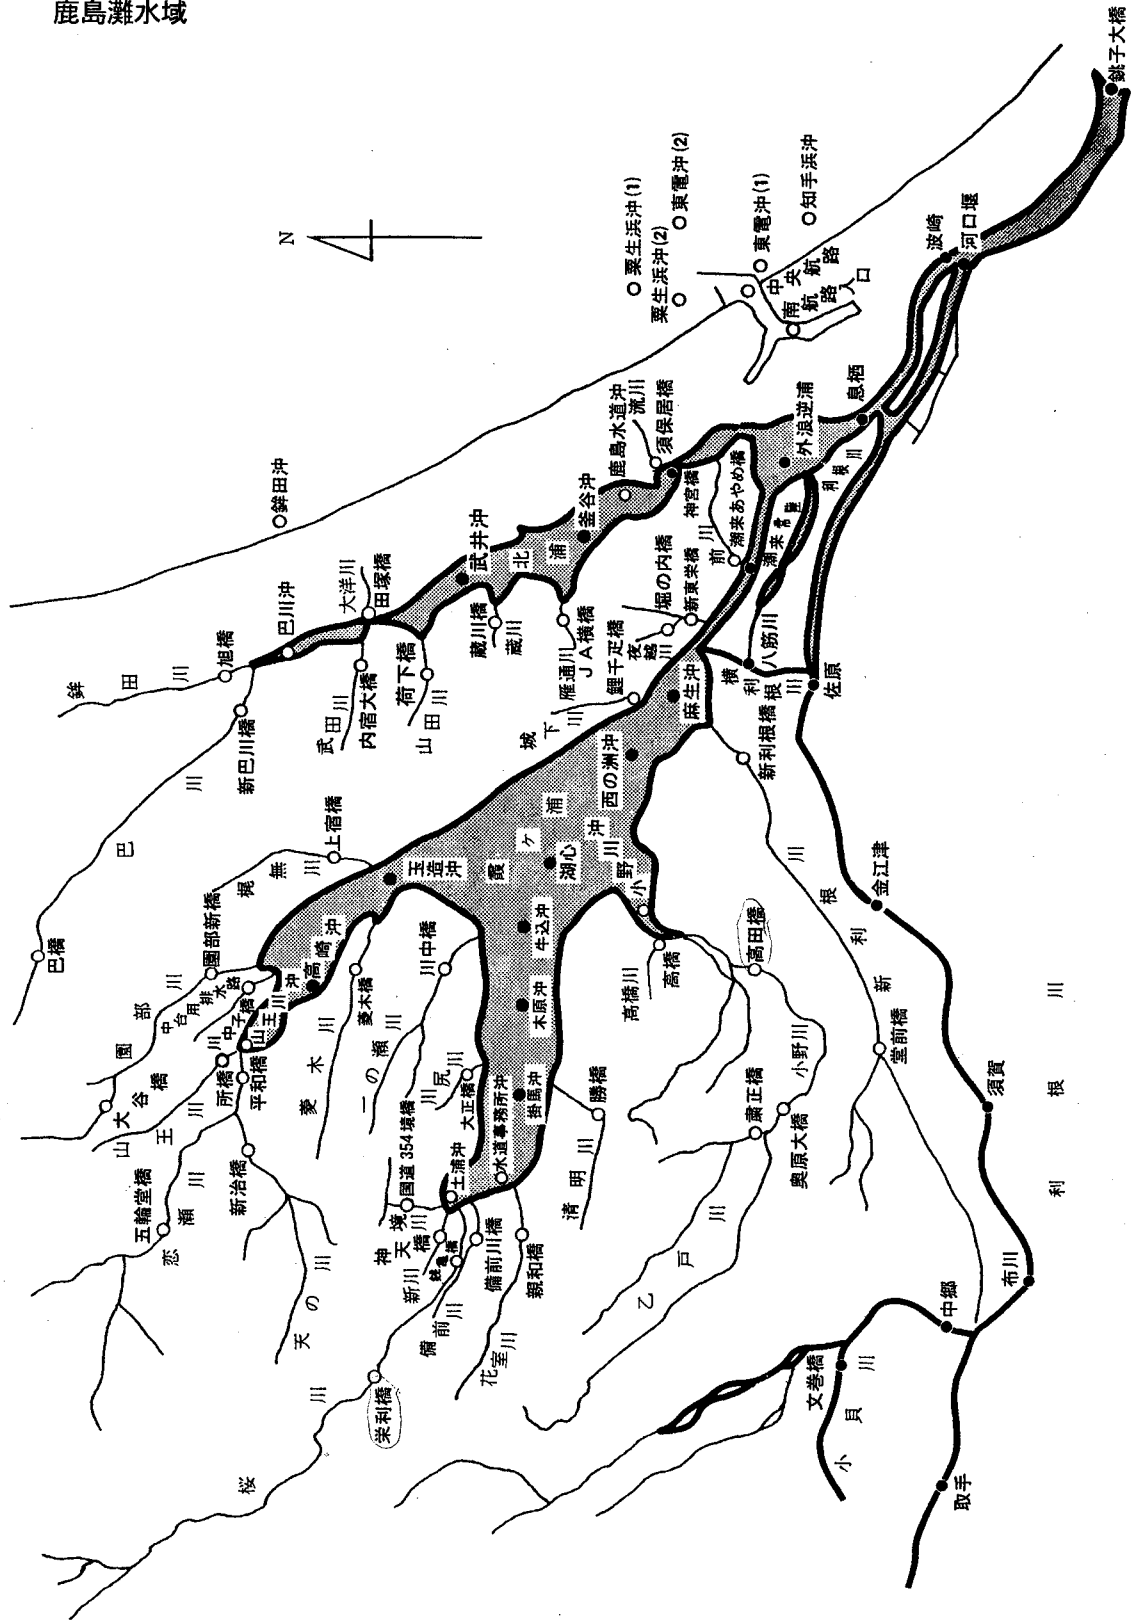 鹿島灘水域
N
銚子大橋
河口堰
波崎
息栖
外浪逆浦
知手浜沖
東電沖(1)
東電沖(2)
粟生浜沖(1)
粟生浜沖(2)
中央航路
南航路入口
鉾田沖
鹿島水道沖
流川
須保居橋
神宮橋
釜谷沖
武井沖
北浦
大洋川
田塚橋
巴川沖
旭橋
鉾田川
新巴川橋
巴川
巴橋
武田川
内宿大橋
荷下橋
山田川
蔵川橋
蔵川
雁通川
JA横橋
城下川
鯉千疋橋
夜越川
堀の内橋
新東栄橋
前川
潮来あやめ橋
潮来
常陸利根川
八筋川
横利根川
佐原
麻生沖
新利根橋
西の洲沖
霞ヶ浦
湖心
小野川沖
牛込沖
木原沖
掛馬沖
玉造沖
高崎沖
山王川沖
上宿橋
梶無川
園部新橋
園部川
中台用排水路
中子橋
大谷橋
山王川
所橋
平和橋
五輪堂橋
恋瀬川
新治橋
天の川
菱木川
菱木橋
一の瀬川
川中橋
川尻川
大正橋
国道354境橋
境川
土浦沖
水道事務所沖
神天橋
新川
銭亀橋
備前川
備前川橋
親和橋
花室川
栄利橋
桜川
清明川
勝橋
高橋川
高橋
高田橋
小野川
粛正橋
奥原大橋
乙戸川
新利根川
堂前橋
金江津
須賀
利根川
布川
中郷
文巻橋
小貝川
取手